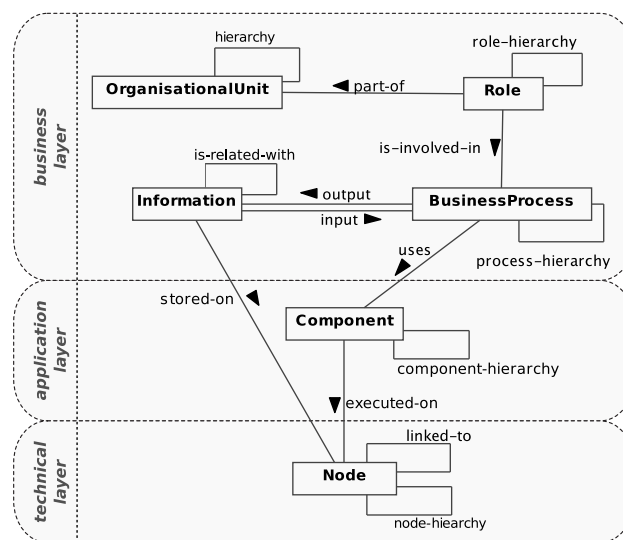 hierarchy
role-hierarchy
OrganisationalUnit
part-of
Role
is-involved-in
business
layer
is-related-with
Information
output
input
BusinessProcess
process-hierarchy
uses
stored-on
application
layer
Component
component-hierarchy
executed-on
technical
layer
linked-to
Node
node-hiearchy